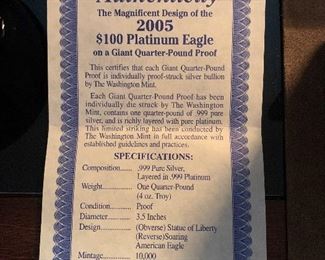 Authenticity
The Magnificent Design of the
2005
$100 Platinum Eagle
on a Giant Quarter-Pound Proof
This certifies that each Giant Quarter-Pound
Proof is individually proof-struck silver bullion
by The Washington Mint.
Each Giant Quarter-Pound Proof has been
individually die struck by The Washington
Mint, contains one quarter-pound of .999 pure
silver, and is richly layered with pure platinum.
This limited striking has been conducted by
The Washington Mint in full accordance with
established guidelines and practices.
SPECIFICATIONS:
Composition....... .999 Pure Silver,
Layered in .999 Platinum
Weight............... One Quarter-Pound
(4 oz. Troy)
Condition........... Proof
Diameter............ 3.5 Inches
Design............... (Obverse) Statue of Liberty
(Reverse)Soaring
American Eagle
Mintage............. 10,000